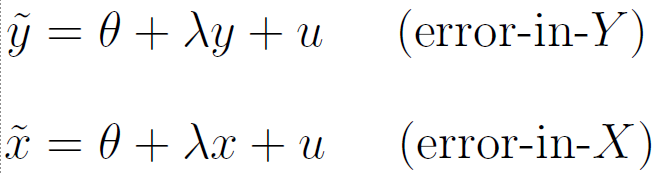 ỹ = θ + λy + u (error-in-Y)
x̃ = θ + λx + u (error-in-X)